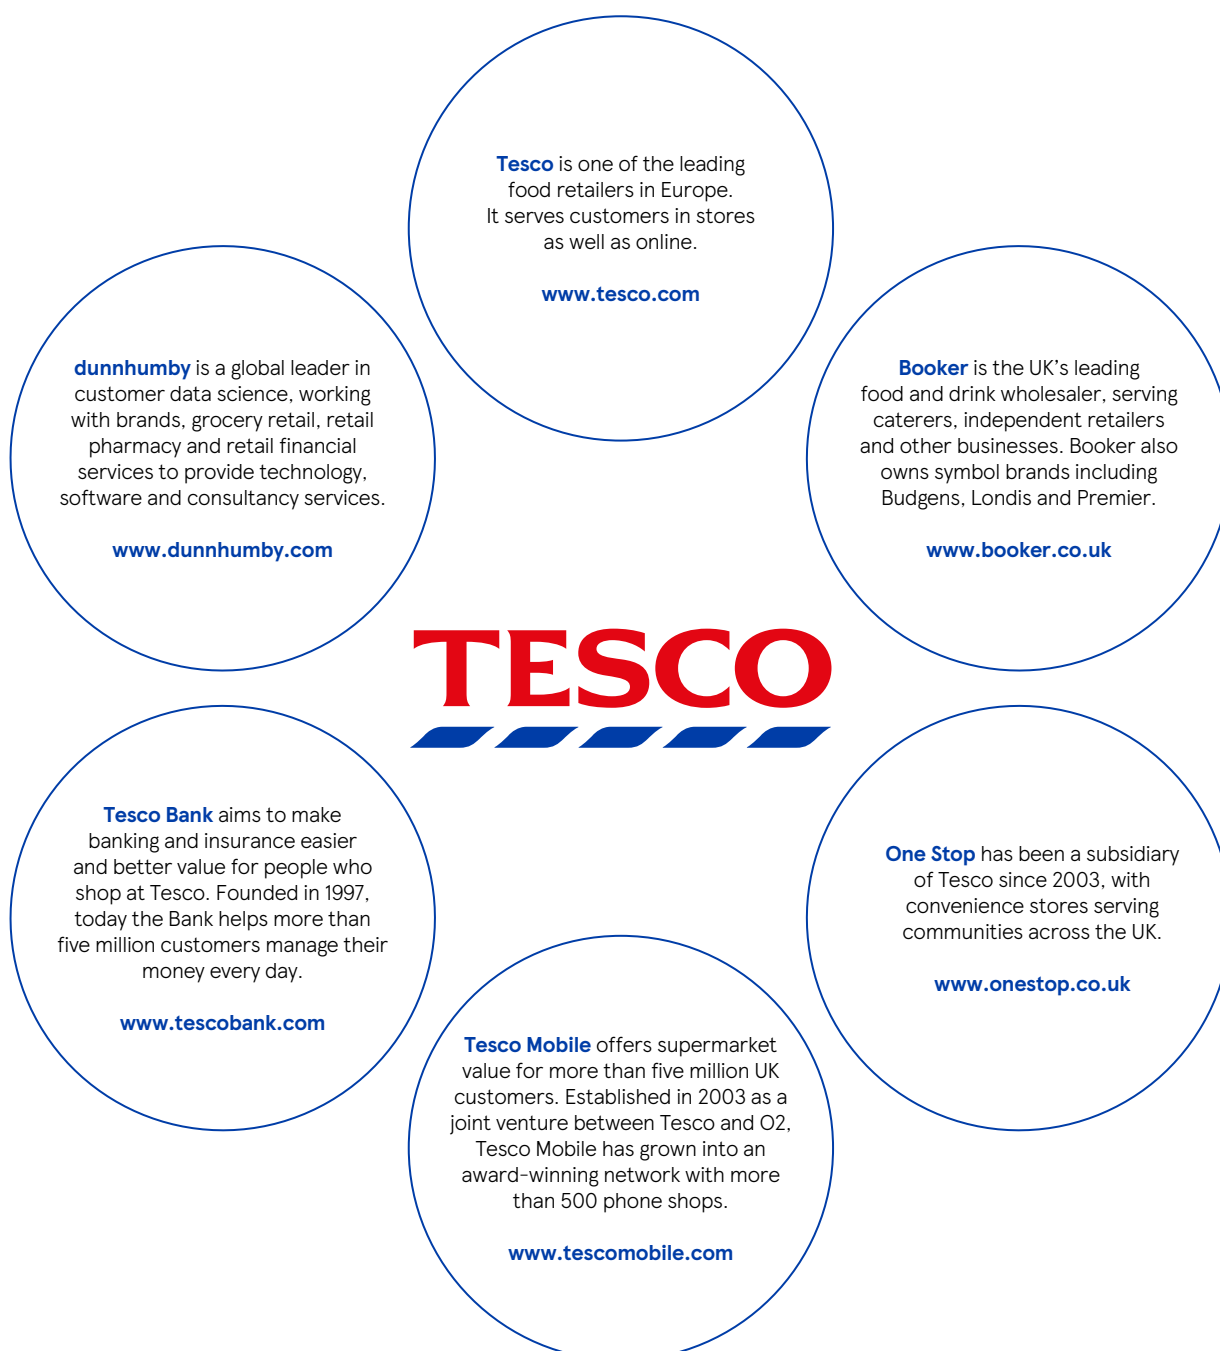 Tesco is one of the leading
food retailers in Europe.
It serves customers in stores
as well as online.
www.tesco.com
dunnhumby is a global leader in
customer data science, working
with brands, grocery retail, retail
pharmacy and retail financial
services to provide technology,
software and consultancy services.
www.dunnhumby.com
Booker is the UK’s leading
food and drink wholesaler, serving
caterers, independent retailers
and other businesses. Booker also
owns symbol brands including
Budgens, Londis and Premier.
www.booker.co.uk
TESCO
Tesco Bank aims to make
banking and insurance easier
and better value for people who
shop at Tesco. Founded in 1997,
today the Bank helps more than
five million customers manage their
money every day.
www.tescobank.com
One Stop has been a subsidiary
of Tesco since 2003, with
convenience stores serving
communities across the UK.
www.onestop.co.uk
Tesco Mobile offers supermarket
value for more than five million UK
customers. Established in 2003 as a
joint venture between Tesco and O2,
Tesco Mobile has grown into an
award-winning network with more
than 500 phone shops.
www.tescomobile.com